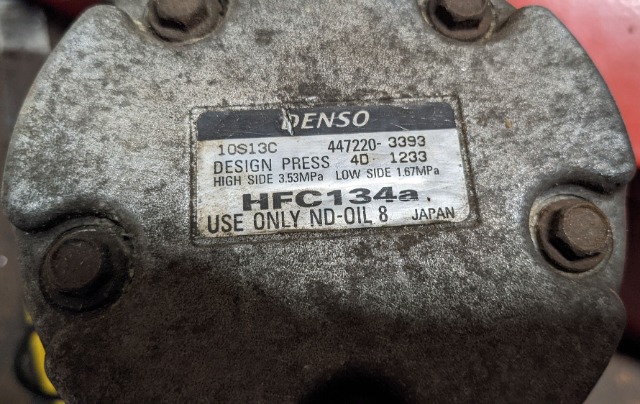 DENSO
10S13C 447220-3393
DESIGN PRESS 4D 1233
HIGH SIDE 3.53MPa LOW SIDE 1.67MPa
HFC134a
USE ONLY ND-OIL 8 JAPAN